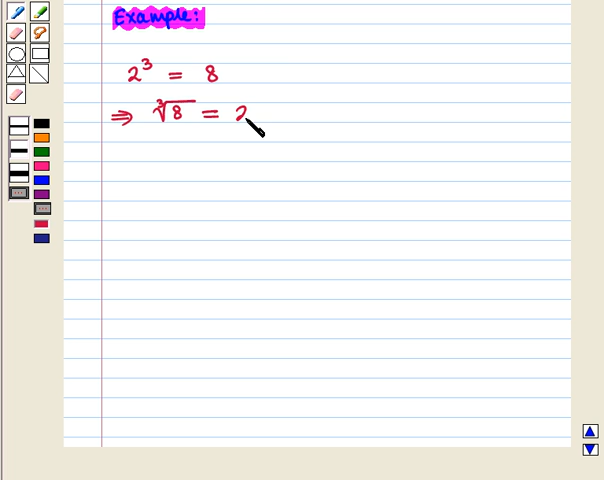 Example:
2³ = 8
⇒ ∛8 = 2